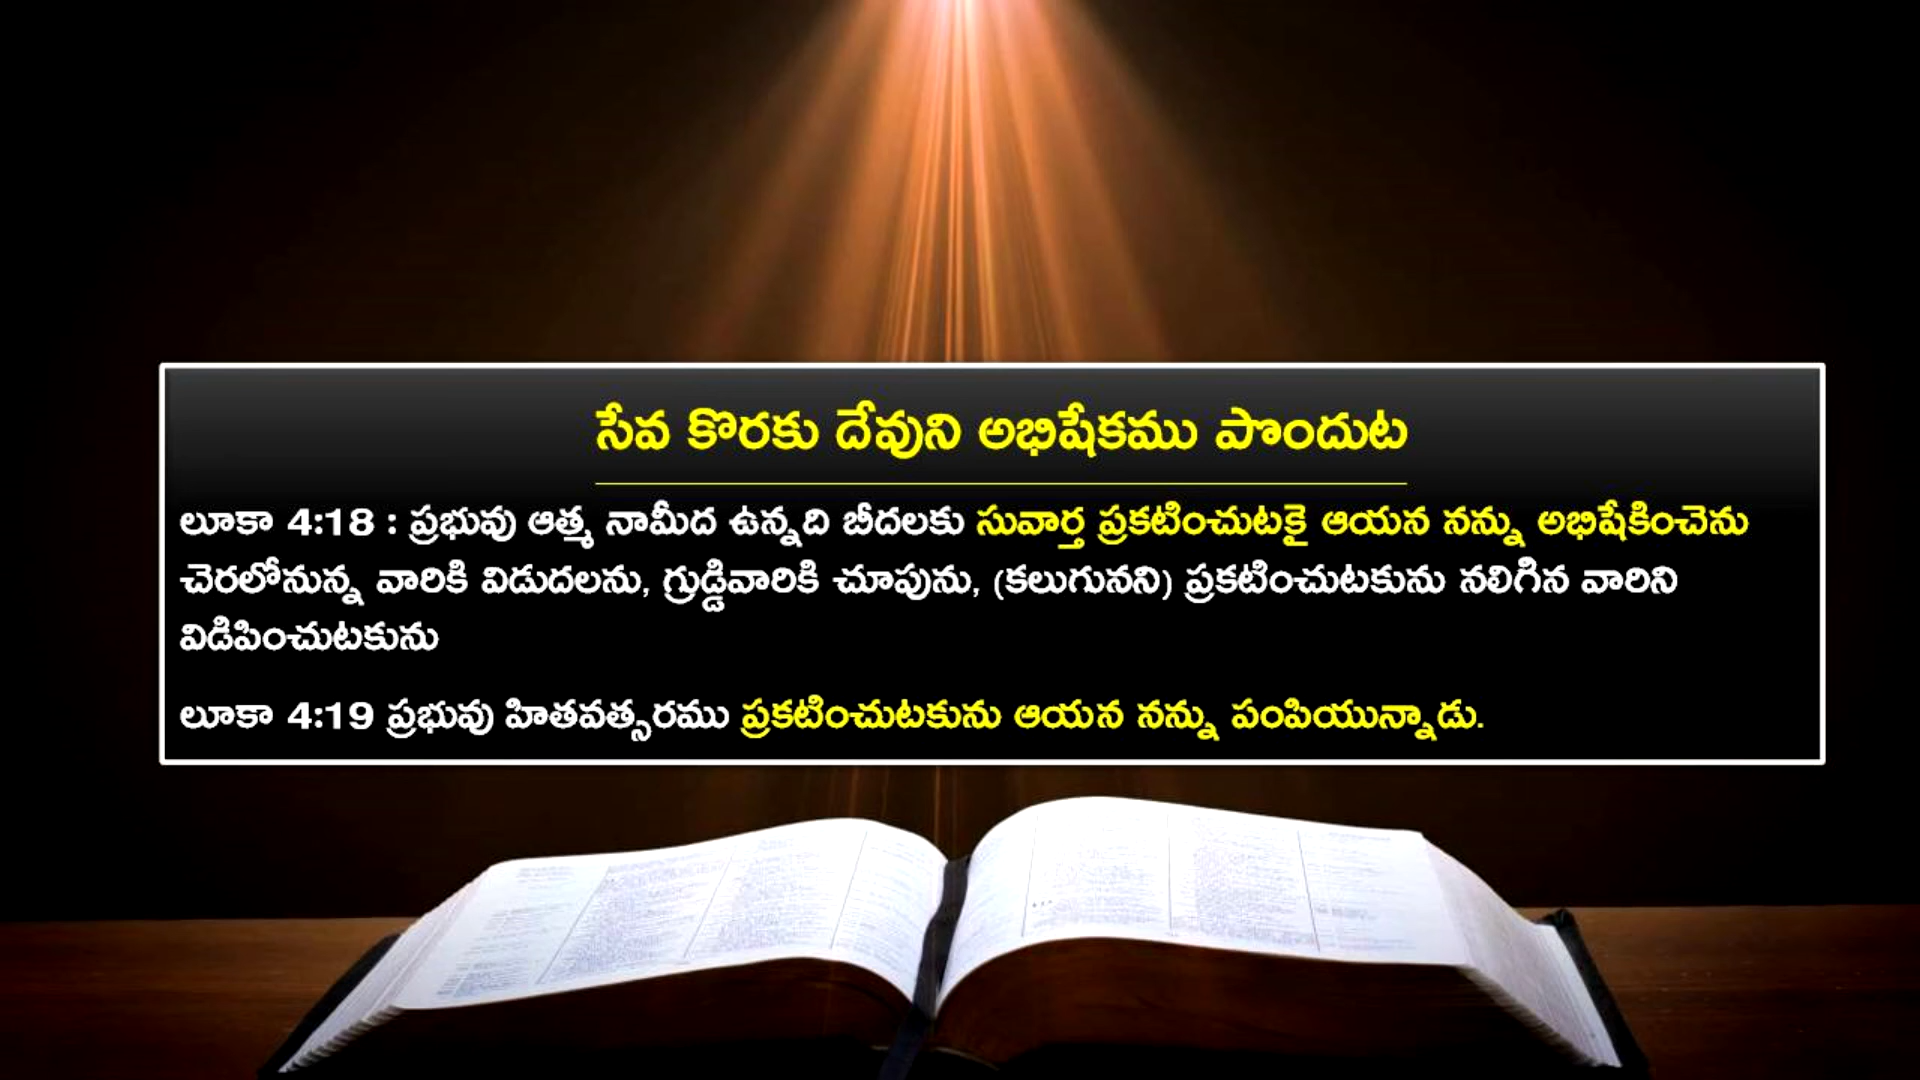 సేవ కొరకు దేవుని అభిషేకము పొందుట
లూకా 4:18 : ప్రభువు ఆత్మ నామీద ఉన్నది బీదలకు సువార్త ప్రకటించుటకై ఆయన నన్ను అభిషేకించెను
చెరలోనున్న వారికి విడుదలను, గ్రుడ్డివారికి చూపును, (కలుగునని) ప్రకటించుటకును నలిగిన వారిని
విడిపించుటకును
లూకా 4:19 ప్రభువు హితవత్సరము ప్రకటించుటకును ఆయన నన్ను పంపియున్నాడు.